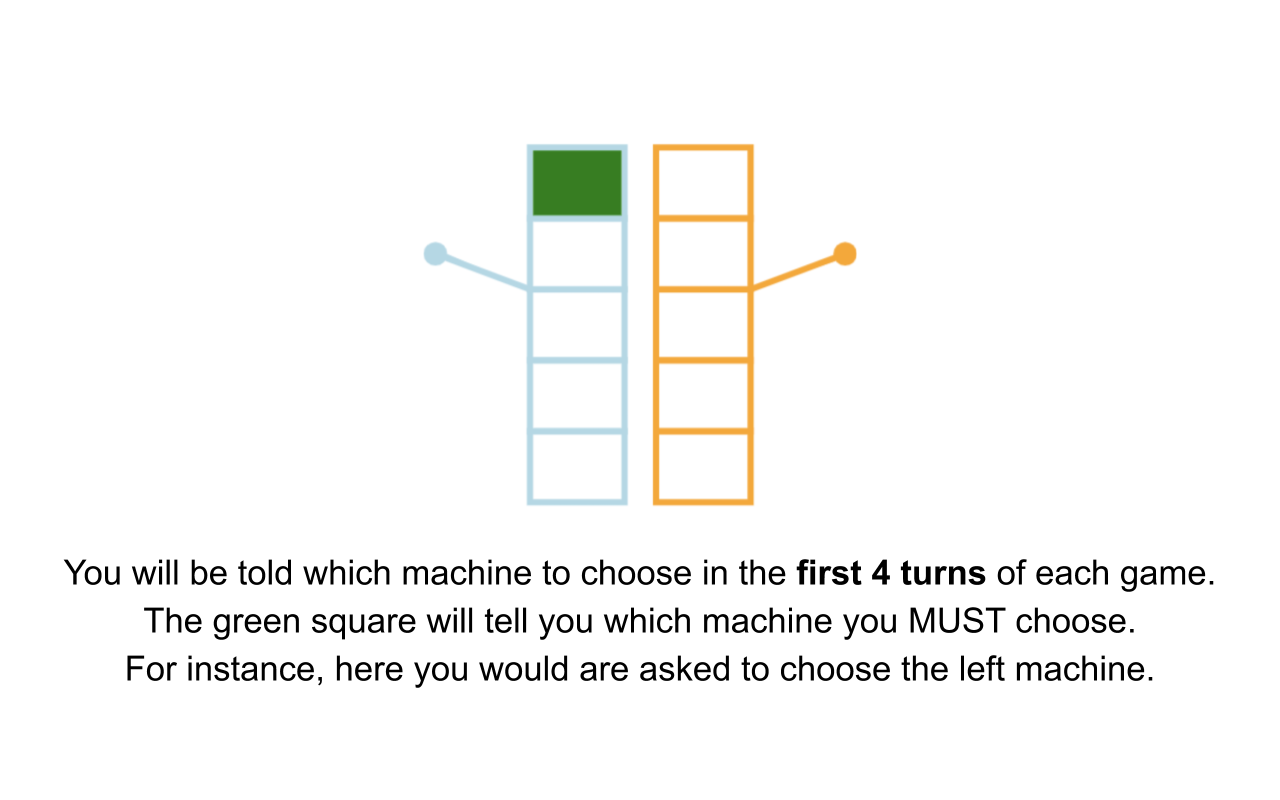 You will be told which machine to choose in the first 4 turns of each game.
The green square will tell you which machine you MUST choose.
For instance, here you would are asked to choose the left machine.